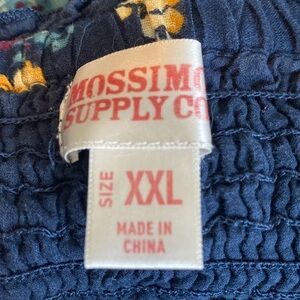 MOSSIMO
SUPPLY CO
SIZE XXL
MADE IN
CHINA